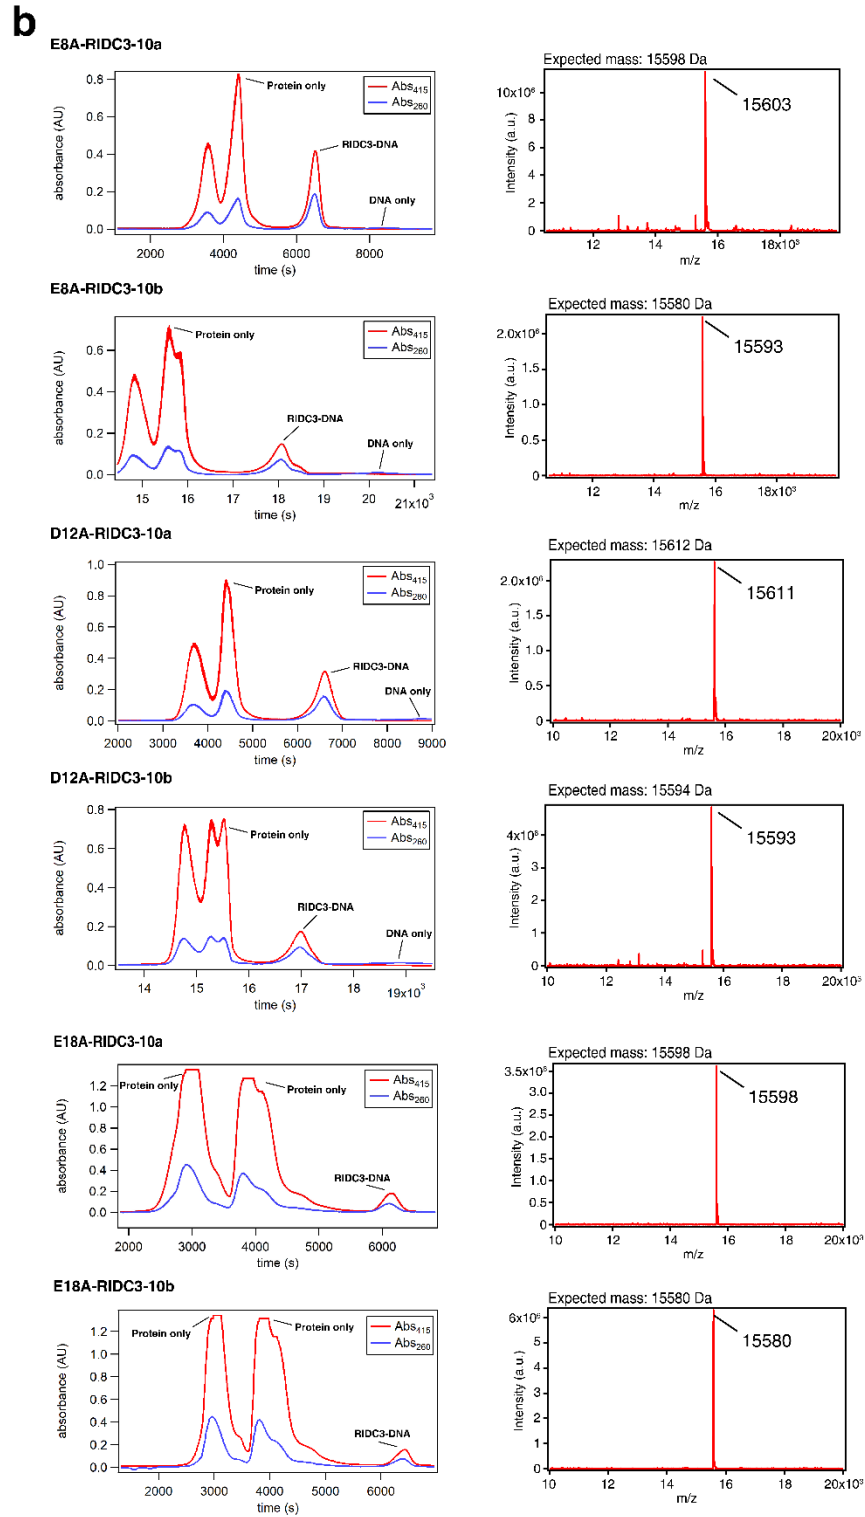 b
E8A-RIDC3-10a
absorbance (AU)
0.8
0.6
0.4
0.2
0.0
Protein only
RIDC3-DNA
DNA only
Abs415
Abs260
2000 4000 6000 8000
time (s)
Expected mass: 15598 Da
Intensity (a.u.)
10x10⁶
8
6
4
2
0
15603
12 14 16 18x10³
m/z
E8A-RIDC3-10b
absorbance (AU)
0.6
0.4
0.2
0.0
Protein only
RIDC3-DNA
DNA only
Abs415
Abs260
15 16 17 18 19 20 21×10³
time (s)
Expected mass: 15580 Da
Intensity (a.u.)
2.0x10⁶
1.5
1.0
0.5
0
15593
12 14 16 18x10³
m/z
D12A-RIDC3-10a
absorbance (AU)
1.0
0.8
0.6
0.4
0.2
0.0
Protein only
RIDC3-DNA
DNA only
Abs415
Abs260
2000 3000 4000 5000 6000 7000 8000 9000
time (s)
Expected mass: 15612 Da
Intensity (a.u.)
2.0x10⁶
1.5
1.0
0.5
0
15611
10 12 14 16 18 20x10³
m/z
D12A-RIDC3-10b
absorbance (AU)
0.8
0.6
0.4
0.2
0.0
Protein only
RIDC3-DNA
DNA only
Abs415
Abs260
14 15 16 17 18 19x10³
time (s)
Expected mass: 15594 Da
Intensity (a.u.)
4x10⁶
3
2
1
0
15593
10 12 14 16 18 20x10³
m/z
E18A-RIDC3-10a
absorbance (AU)
1.2
1.0
0.8
0.6
0.4
0.2
0.0
Protein only
Protein only
RIDC3-DNA
Abs415
Abs260
2000 3000 4000 5000 6000
time (s)
Expected mass: 15598 Da
Intensity (a.u.)
3.5x10⁶
3.0
2.5
2.0
1.5
1.0
0.5
0
15598
10 12 14 16 18 20x10³
m/z
E18A-RIDC3-10b
absorbance (AU)
1.2
1.0
0.8
0.6
0.4
0.2
0.0
Protein only
Protein only
RIDC3-DNA
Abs415
Abs260
2000 3000 4000 5000 6000
time (s)
Expected mass: 15580 Da
Intensity (a.u.)
6x10⁶
5
4
3
2
1
0
15580
10 12 14 16 18 20x10³
m/z